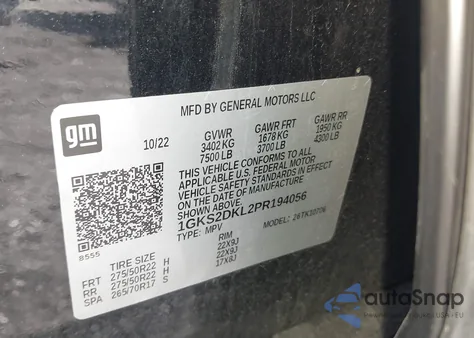 MFD BY GENERAL MOTORS LLC
gm
10/22
GVWR
3402 KG
7500 LB
GAWR FRT
1678 KG
3700 LB
GAWR RR
1950 KG
4300 LB
THIS VEHICLE CONFORMS TO ALL
APPLICABLE U.S. FEDERAL MOTOR
VEHICLE SAFETY STANDARDS IN EFFECT
ON THE DATE OF MANUFACTURE SHOWN ABOVE.
1GKS2DKL2PR194056
TYPE: MPV
MODEL:
8555
TIRE SIZE RIM
FRT 275/50R22 H 22X9J
RR 275/50R22 H 22X9J
SPA 265/70R17 S 17X8J
autoSnap